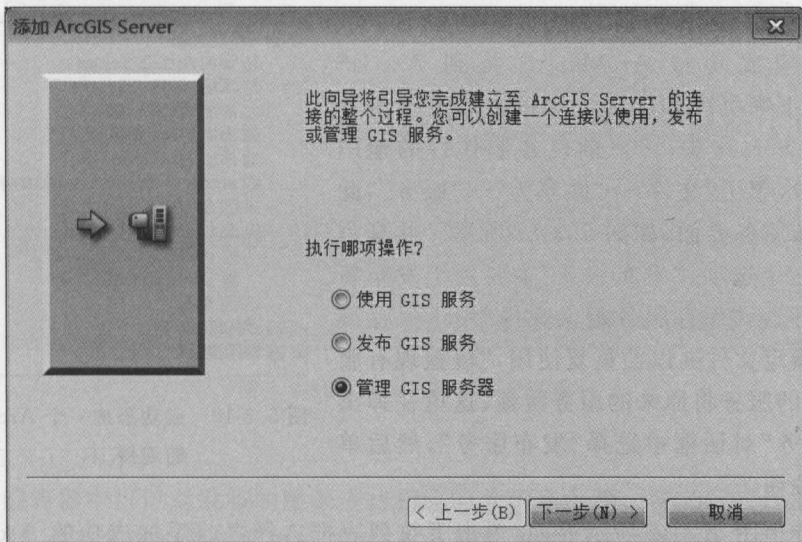 添加 ArcGIS Server
此向导将引导您完成建立至 ArcGIS Server 的连
接的整个过程。您可以创建一个连接以使用，发布
或管理 GIS 服务。
执行哪项操作?
使用 GIS 服务
发布 GIS 服务
管理 GIS 服务器
< 上一步(B)
下一步(N) >
取消